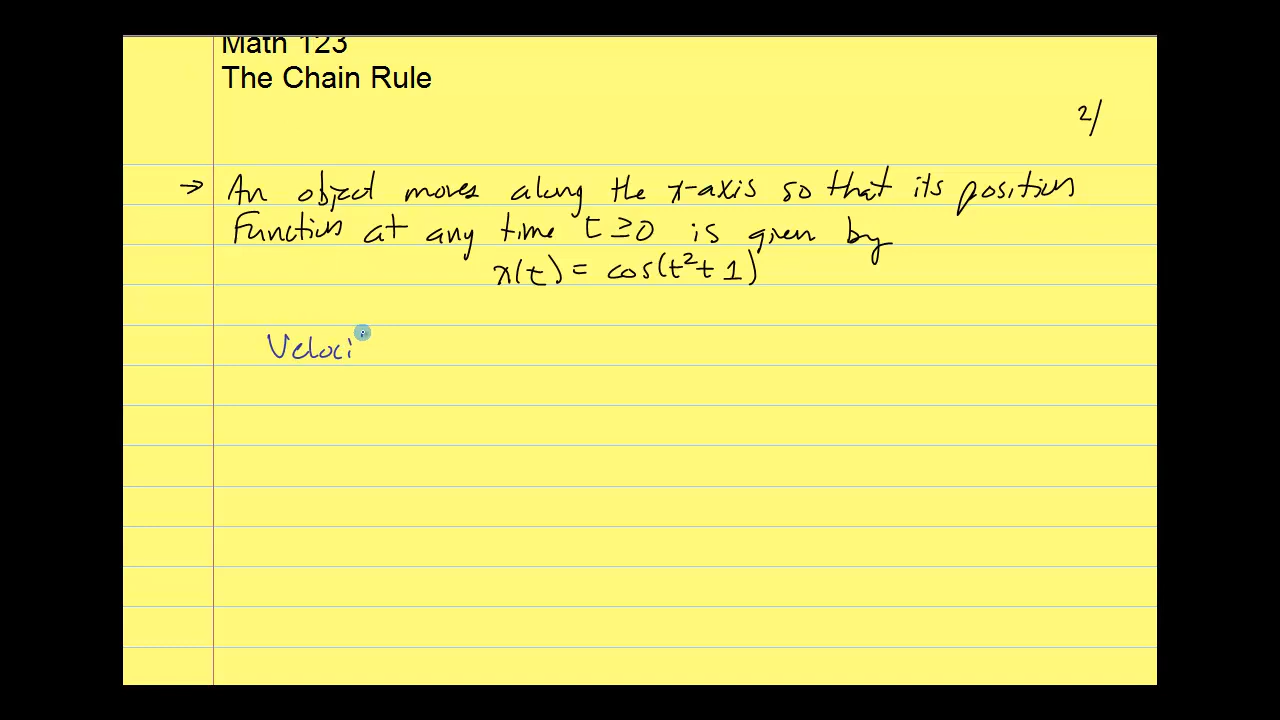 Math 123
The Chain Rule
2/
→ An object moves along the x-axis so that its position
Function at any time t ≥ 0 is given by
x(t) = cos(t² + 1)
Veloci